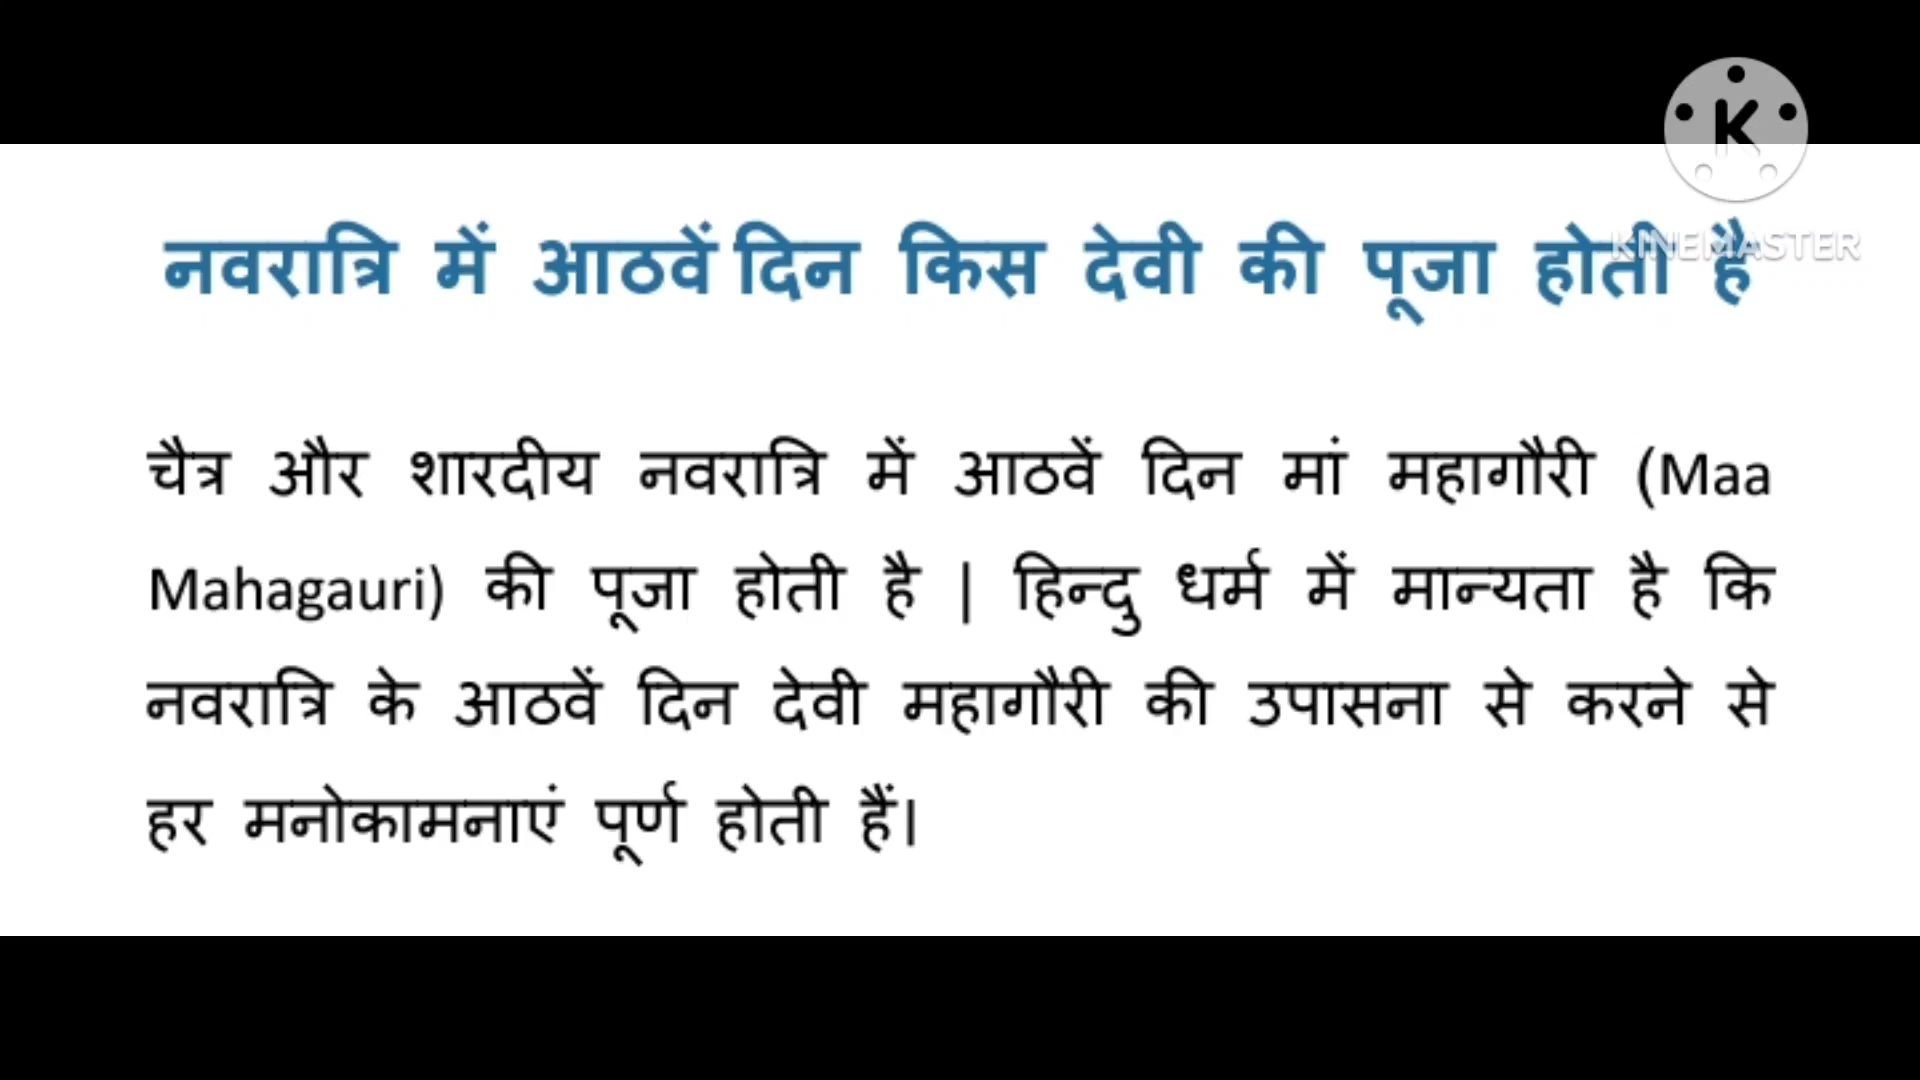 K
KINEMASTER
नवरात्रि में आठवें दिन किस देवी की पूजा होती है
चैत्र और शारदीय नवरात्रि में आठवें दिन मां महागौरी (Maa
Mahagauri) की पूजा होती है | हिन्दु धर्म में मान्यता है कि
नवरात्रि के आठवें दिन देवी महागौरी की उपासना से करने से
हर मनोकामनाएं पूर्ण होती हैं।